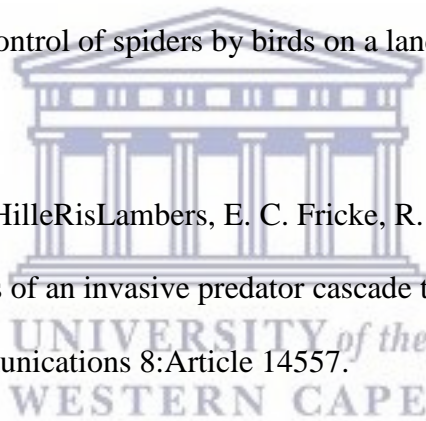 ontrol of spiders by birds on a lan
HilleRisLambers, E. C. Fricke, R.
s of an invasive predator cascade t
UNIVERSITY of the
unications 8:Article 14557.
WESTERN CAPE